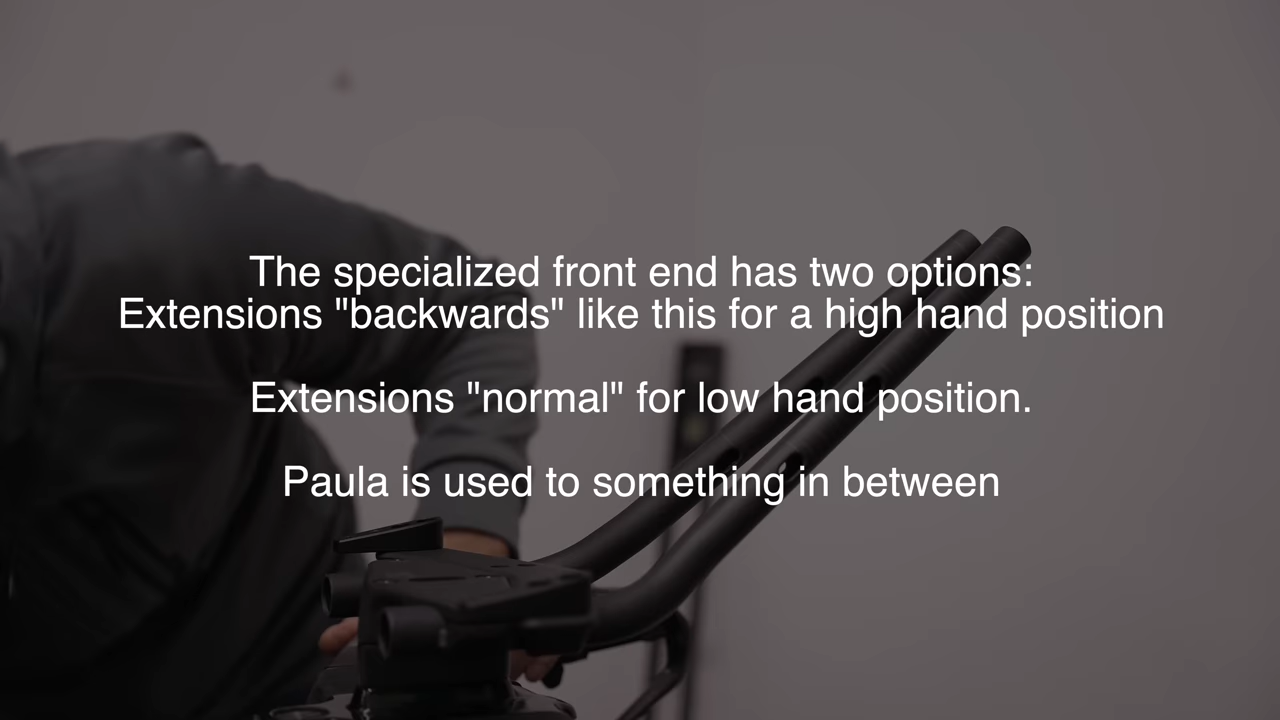 The specialized front end has two options:
Extensions "backwards" like this for a high hand position
Extensions "normal" for low hand position.
Paula is used to something in between